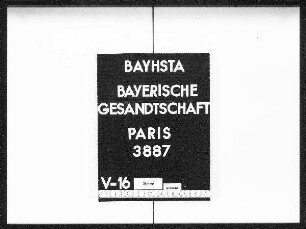 BAYHSTA
BAYERISCHE
GESANDTSCHAFT
PARIS
3887
V-16